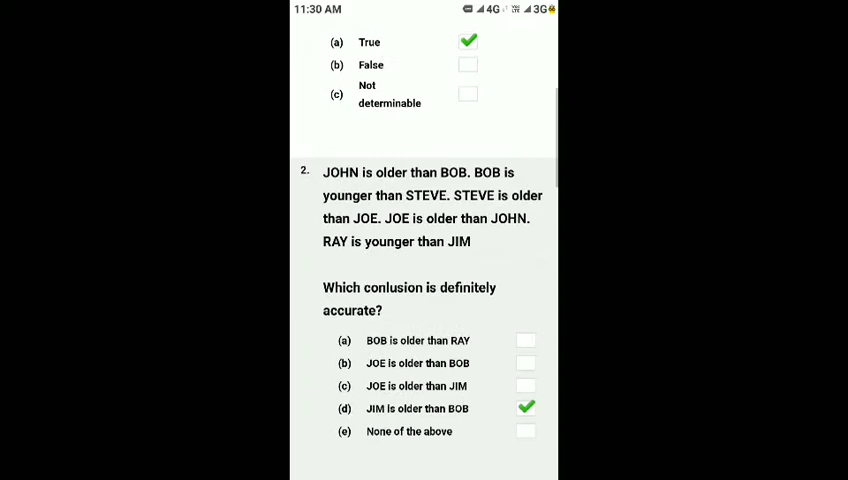 11:30 AM 4G 3G
(a) True
(b) False
(c) Not determinable
2. JOHN is older than BOB. BOB is
younger than STEVE. STEVE is older
than JOE. JOE is older than JOHN.
RAY is younger than JIM
Which conlusion is definitely
accurate?
(a) BOB is older than RAY
(b) JOE is older than BOB
(c) JOE is older than JIM
(d) JIM is older than BOB
(e) None of the above